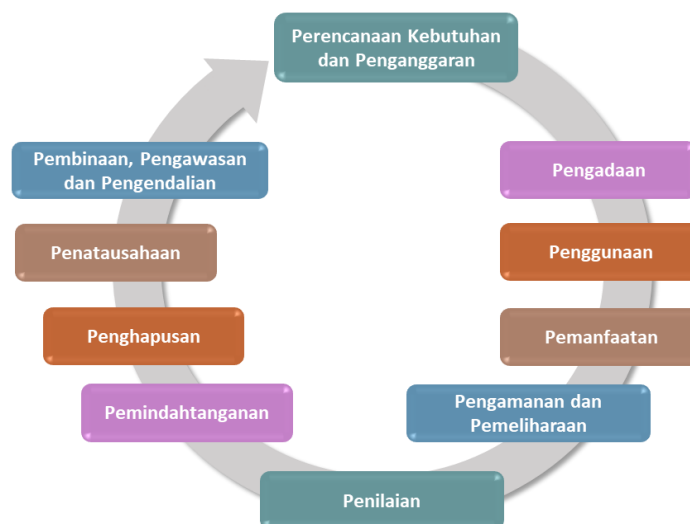 Perencanaan Kebutuhan
dan Penganggaran
Pengadaan
Penggunaan
Pemanfaatan
Pengamanan dan
Pemeliharaan
Penilaian
Pemindahtanganan
Penghapusan
Penatausahaan
Pembinaan, Pengawasan
dan Pengendalian